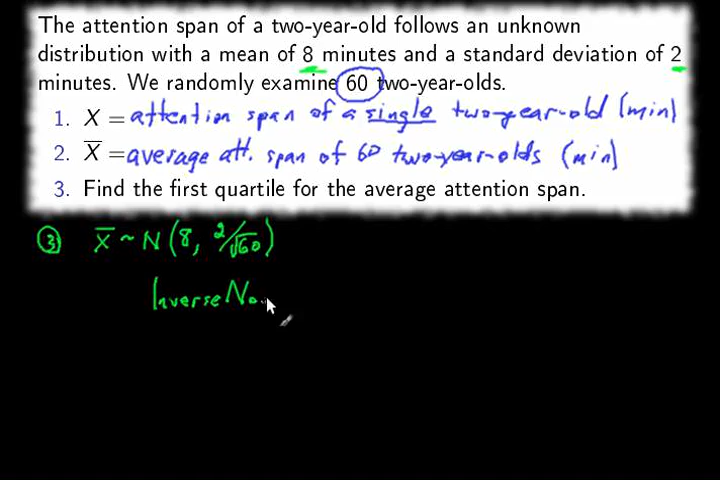 The attention span of a two-year-old follows an unknown
distribution with a mean of 8 minutes and a standard deviation of 2
minutes. We randomly examine 60 two-year-olds.
1. X = attention span of a single two-year-old (min)
2. X̅ = average att. span of 60 two-year-olds (min)
3. Find the first quartile for the average attention span.
③ X̅ ~ N(8, 2/√60)
InverseNo